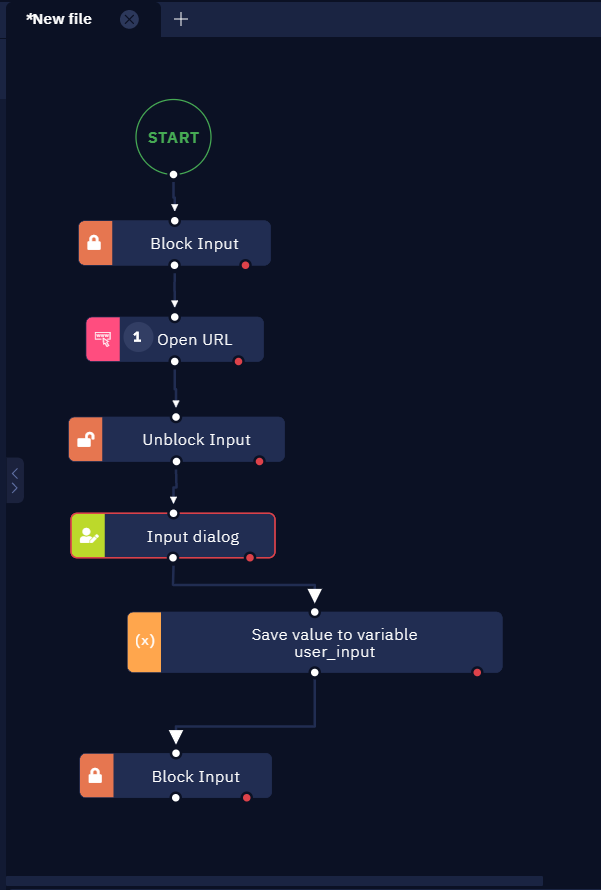 *New file
START
Block Input
www
1 Open URL
Unblock Input
Input dialog
(x)
Save value to variable
user_input
Block Input